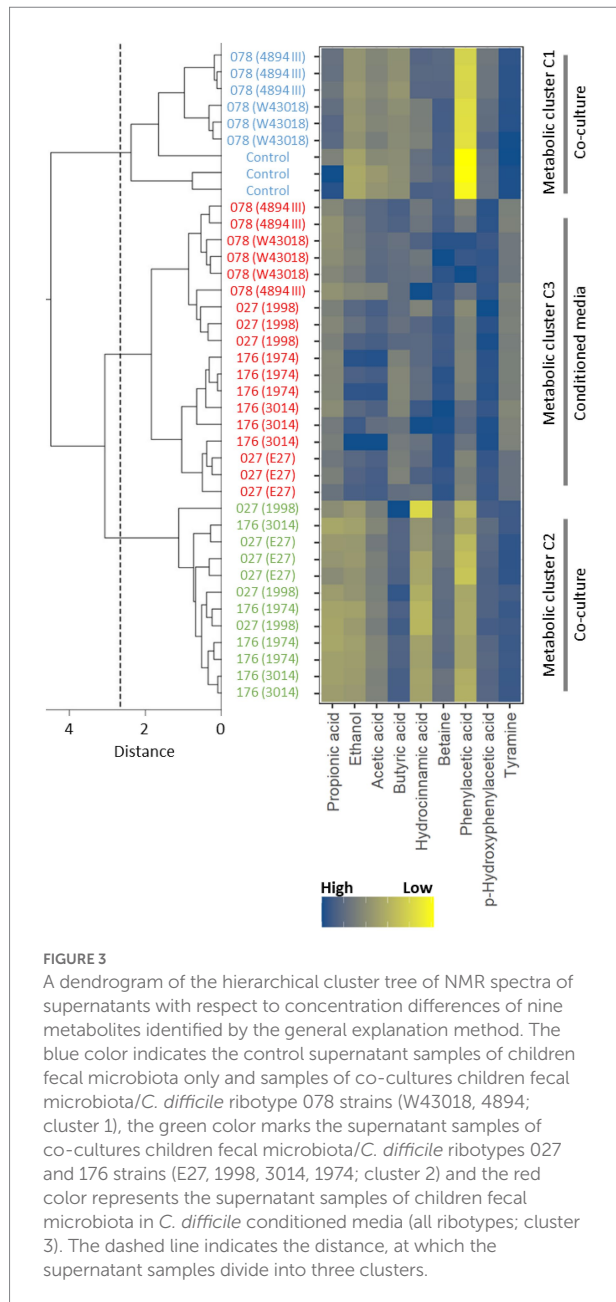 078 (4894 III)
078 (4894 III)
078 (4894 III)
078 (W43018)
078 (W43018)
078 (W43018)
Control
Control
Control
078 (4894 III)
078 (4894 III)
078 (W43018)
078 (W43018)
078 (W43018)
078 (4894 III)
027 (1998)
027 (1998)
027 (1998)
176 (1974)
176 (1974)
176 (1974)
176 (3014)
176 (3014)
176 (3014)
027 (E27)
027 (E27)
027 (E27)
027 (1998)
176 (3014)
027 (E27)
027 (E27)
027 (E27)
027 (1998)
176 (1974)
027 (1998)
176 (1974)
176 (1974)
176 (3014)
176 (3014)
Metabolic cluster C1
Co-culture
Metabolic cluster C3
Conditioned media
Metabolic cluster C2
Co-culture
4 2 0
Distance
Propionic acid
Ethanol
Acetic acid
Butyric acid
Hydrocinnamic acid
Betaine
Phenylacetic acid
p-Hydroxyphenylacetic acid
Tyramine
High Low
FIGURE 3
A dendrogram of the hierarchical cluster tree of NMR spectra of
supernatants with respect to concentration differences of nine
metabolites identified by the general explanation method. The
blue color indicates the control supernatant samples of children
fecal microbiota only and samples of co-cultures children fecal
microbiota/C. difficile ribotype 078 strains (W43018, 4894;
cluster 1), the green color marks the supernatant samples of
co-cultures children fecal microbiota/C. difficile ribotypes 027
and 176 strains (E27, 1998, 3014, 1974; cluster 2) and the red
color represents the supernatant samples of children fecal
microbiota in C. difficile conditioned media (all ribotypes; cluster
3). The dashed line indicates the distance, at which the
supernatant samples divide into three clusters.